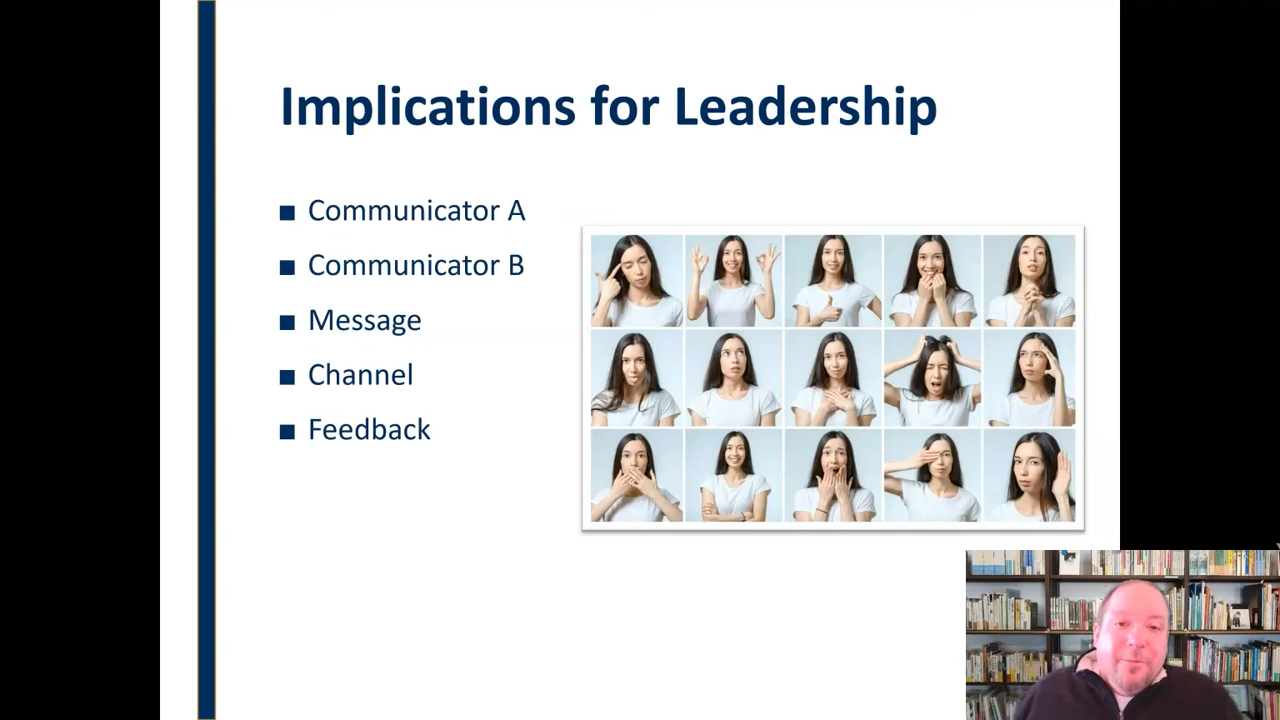 Implications for Leadership
Communicator A
Communicator B
Message
Channel
Feedback